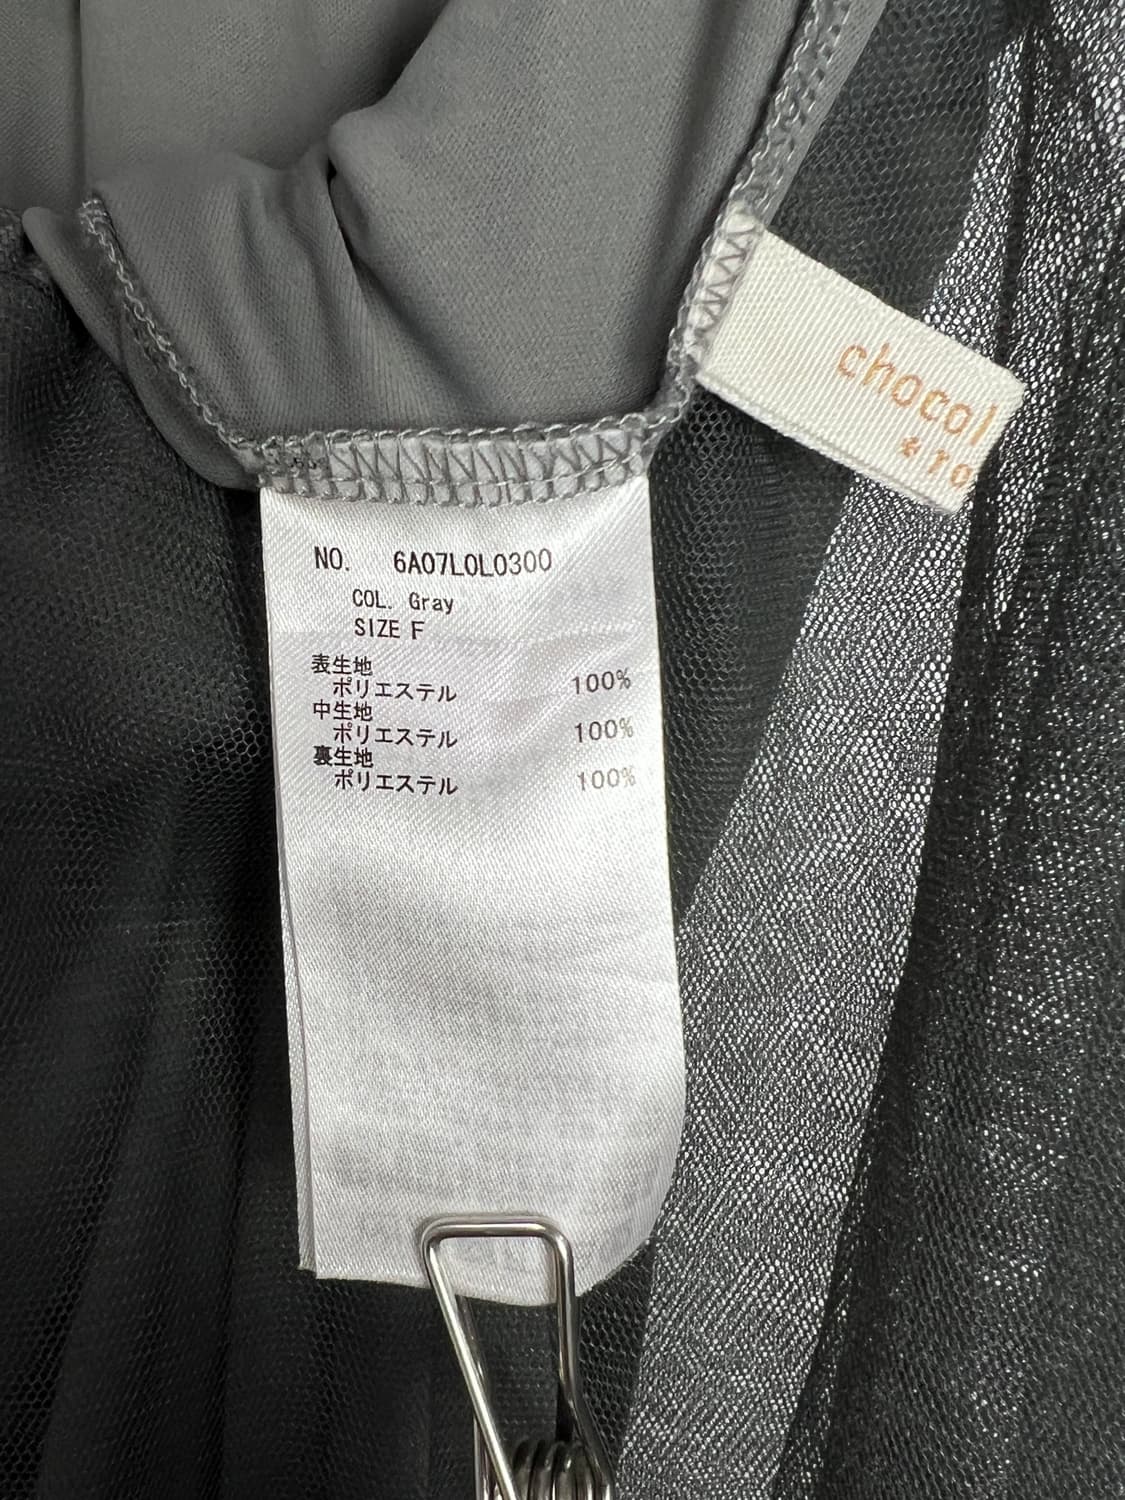 chocol
NO. 6A07L0L0300
COL. Gray
SIZE F
表生地
ポリエステル 100%
中生地
ポリエステル 100%
裏生地
ポリエステル 100%